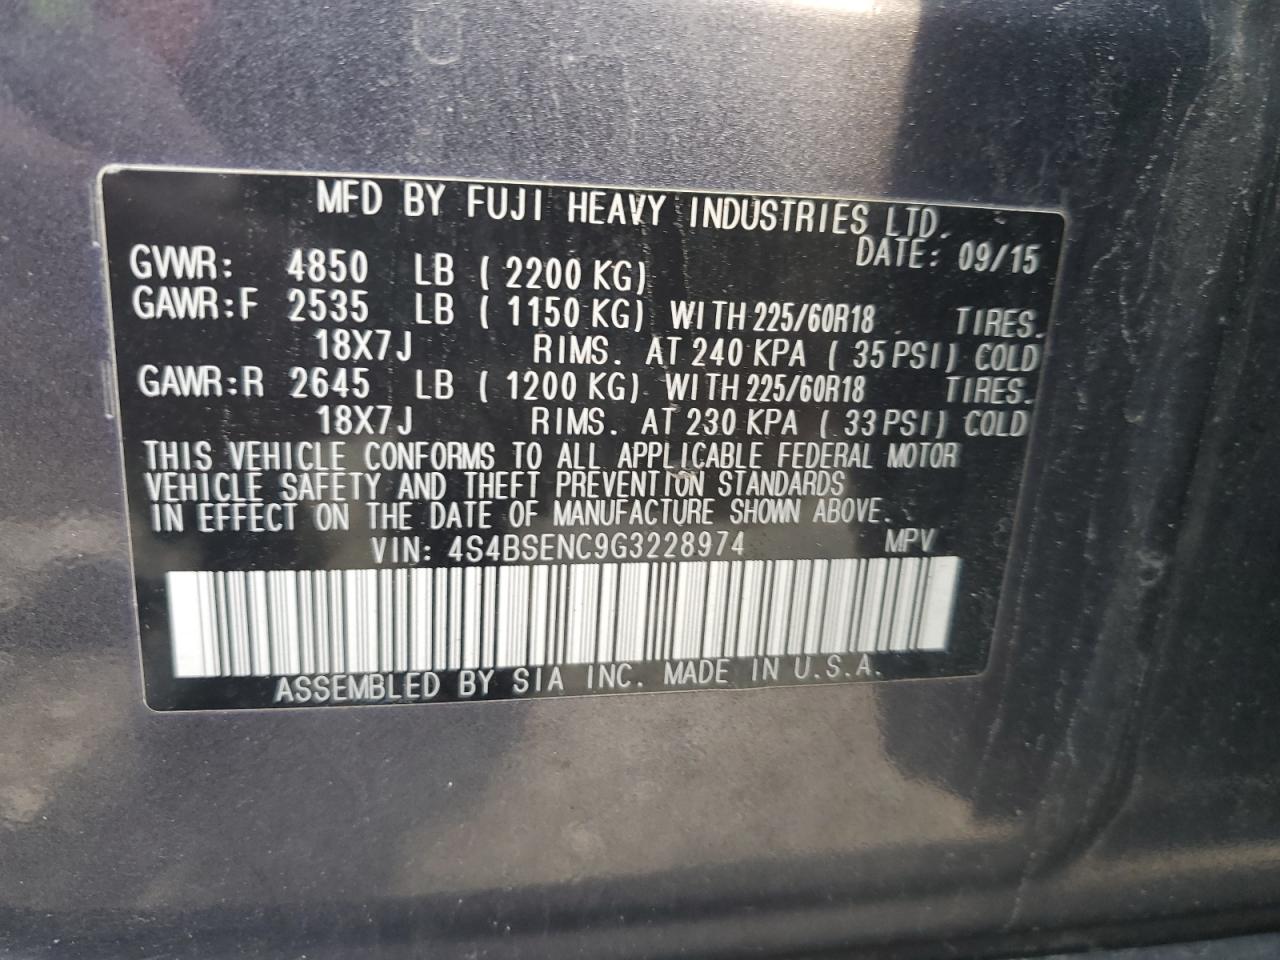 MFD BY FUJI HEAVY INDUSTRIES LTD.
DATE: 09/15
GVWR: 4850 LB ( 2200 KG)
GAWR:F 2535 LB ( 1150 KG) WITH 225/60R18 TIRES.
18X7J RIMS. AT 240 KPA ( 35 PSI) COLD
GAWR:R 2645 LB ( 1200 KG) WITH 225/60R18 TIRES.
18X7J RIMS. AT 230 KPA ( 33 PSI) COLD
THIS VEHICLE CONFORMS TO ALL APPLICABLE FEDERAL MOTOR
VEHICLE SAFETY AND THEFT PREVENTION STANDARDS
IN EFFECT ON THE DATE OF MANUFACTURE SHOWN ABOVE.
VIN: 4S4BSENC9G3228974 MPV
ASSEMBLED BY SIA INC. MADE IN U.S.A.